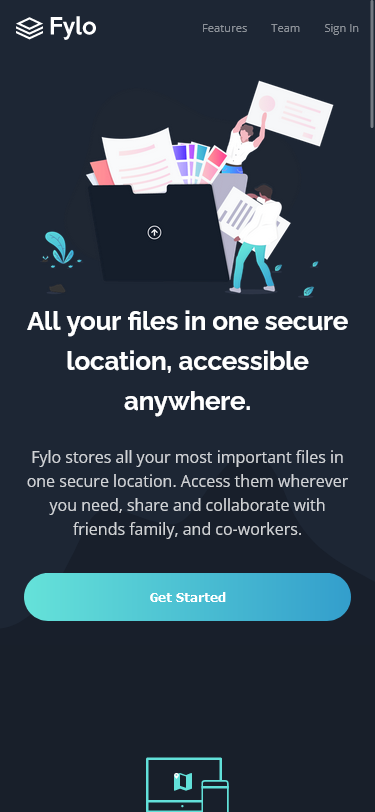 Fylo
Features Team Sign In
All your files in one secure
location, accessible
anywhere.
Fylo stores all your most important files in
one secure location. Access them wherever
you need, share and collaborate with
friends family, and co-workers.
Get Started